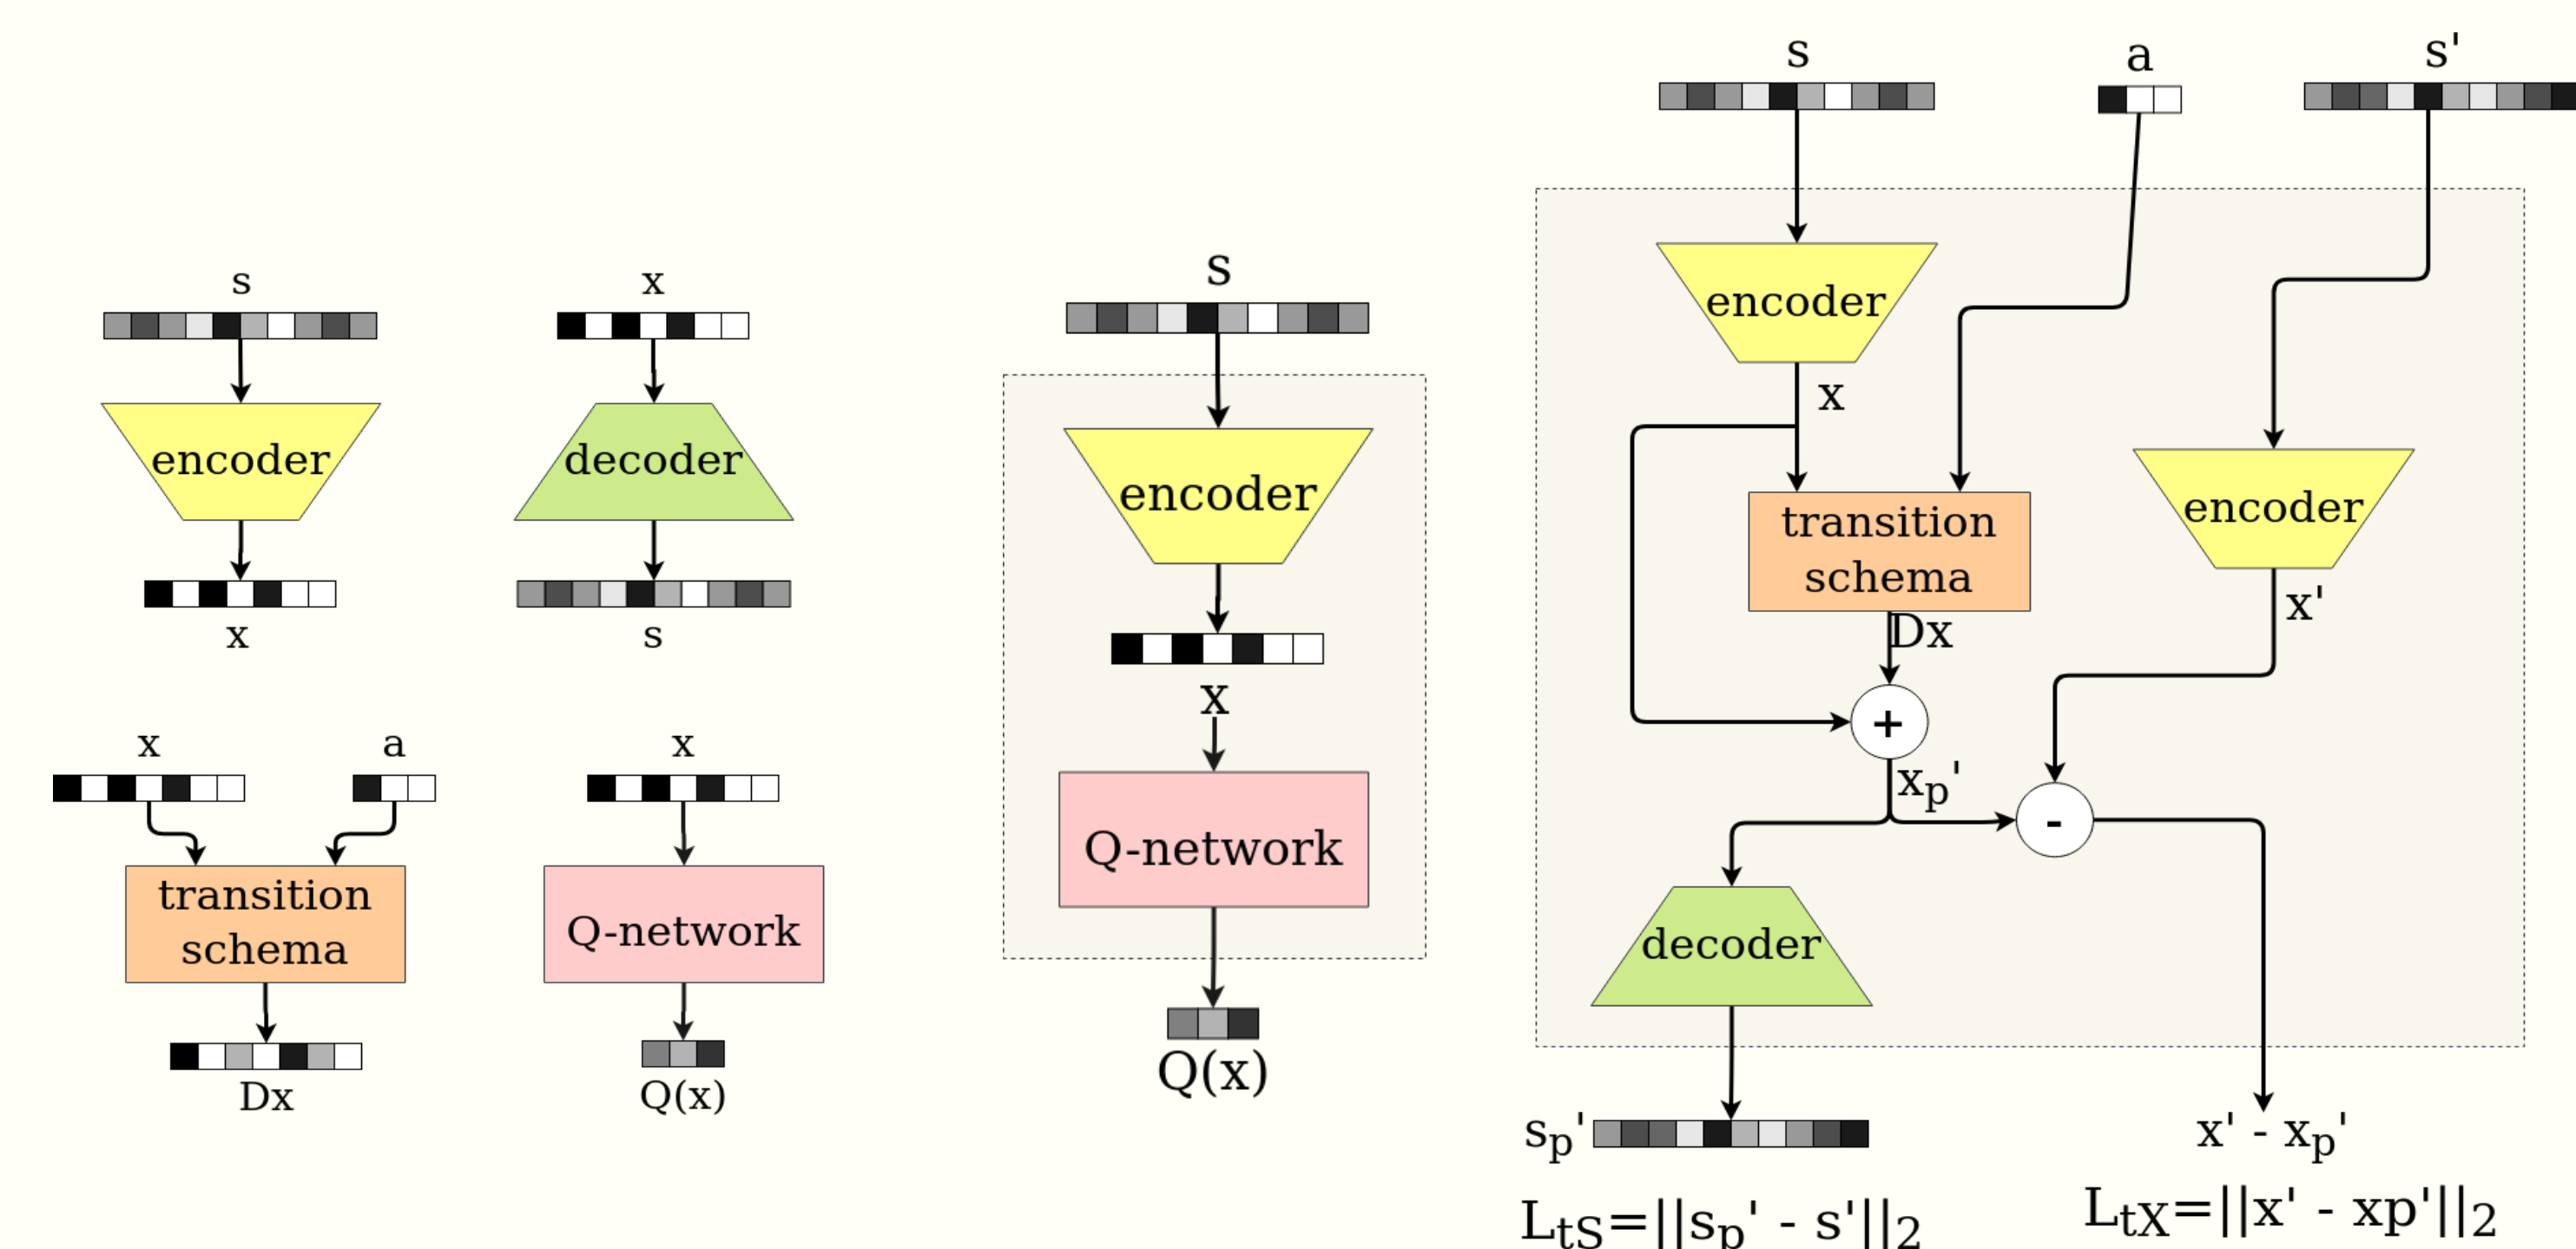 s
encoder
x
x
decoder
s
x
a
transition
schema
Dx
x
Q-network
Q(x)
s
encoder
x
Q-network
Q(x)
s
a
s'
encoder
x
transition
schema
Dx
encoder
x'
+
xp'
-
decoder
sp'
x' - xp'
LtS=||sp' - s'||2
LtX=||x' - xp'||2